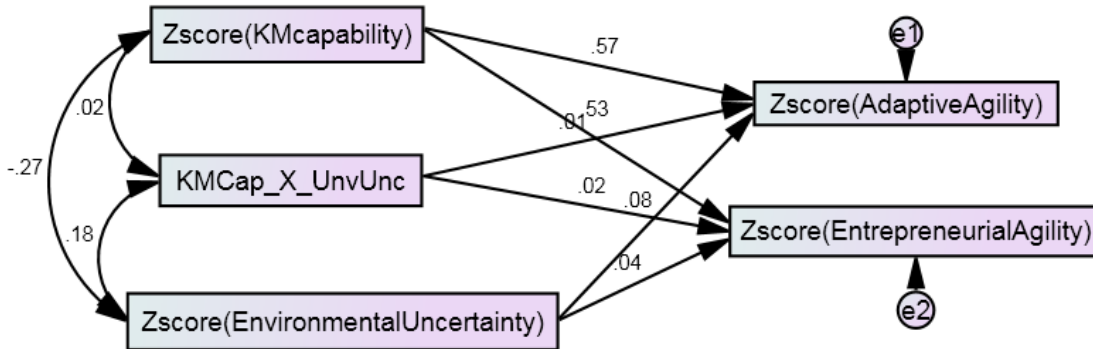 Zscore(KMcapability)
e1
.57
Zscore(AdaptiveAgility)
.02
.01
.53
-.27
KMCap_X_UnvUnc
.02
.08
Zscore(EntrepreneurialAgility)
.18
.04
Zscore(EnvironmentalUncertainty)
e2